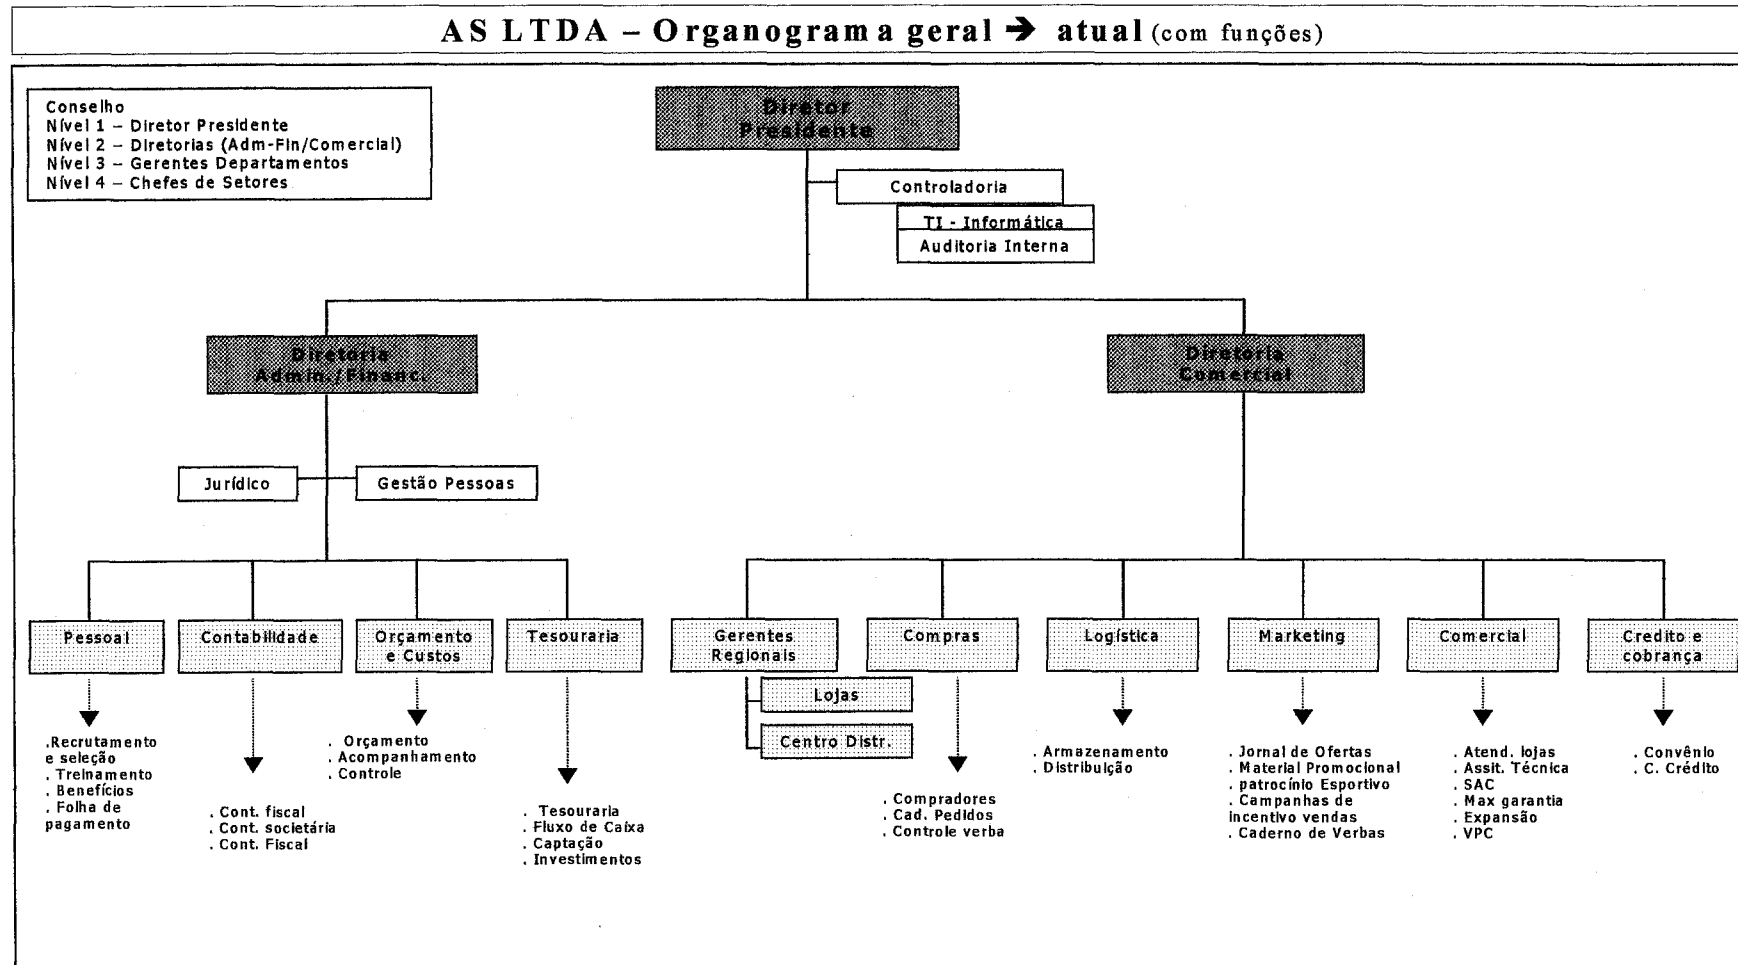 AS LTDA – Organograma geral ➔ atual (com funções)
Conselho
Nível 1 – Diretor Presidente
Nível 2 – Diretorias (Adm-Fin/Comercial)
Nível 3 – Gerentes Departamentos
Nível 4 – Chefes de Setores
Diretor
Presidente
Controladoria
TI - Informática
Auditoria Interna
Diretoria
Admin./Financ.
Diretoria
Comercial
Jurídico
Gestão Pessoas
Pessoal
Contabilidade
Orçamento
e Custos
Tesouraria
Gerentes
Regionais
Compras
Logística
Marketing
Comercial
Credito e
cobrança
Lojas
Centro Distr.
.Recrutamento
e seleção
. Treinamento
. Benefícios
. Folha de
pagamento
. Cont. fiscal
. Cont. societária
. Cont. Fiscal
. Orçamento
. Acompanhamento
. Controle
. Tesouraria
. Fluxo de Caixa
. Captação
. Investimentos
. Compradores
. Cad. Pedidos
. Controle verba
. Armazenamento
. Distribuição
. Jornal de Ofertas
. Material Promocional
. patrocínio Esportivo
. Campanhas de
incentivo vendas
. Caderno de Verbas
. Atend. lojas
. Assit. Técnica
. SAC
. Max garantia
. Expansão
. VPC
. Convênio
. C. Crédito